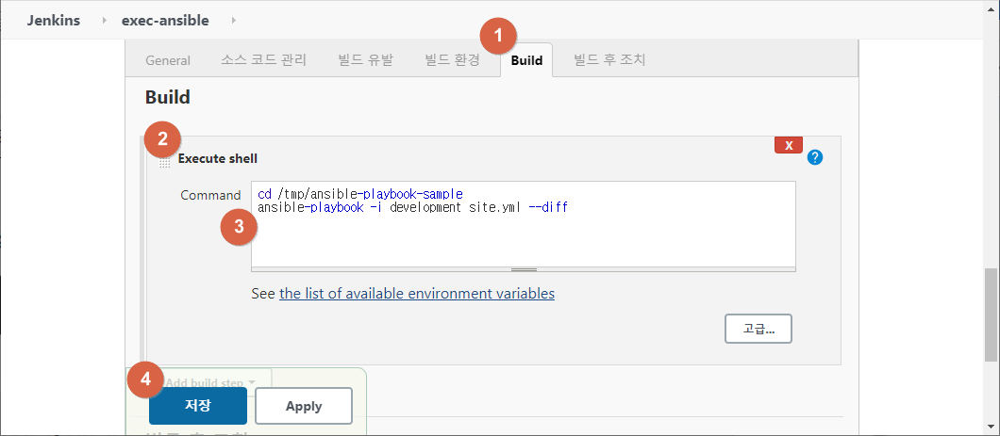 Jenkins exec-ansible
1
General 소스 코드 관리 빌드 유발 빌드 환경 Build 빌드 후 조치
Build
2
X
Execute shell
?
Command
cd /tmp/ansible-playbook-sample
ansible-playbook -i development site.yml --diff
3
See the list of available environment variables
고급...
4
Add build step
저장 Apply